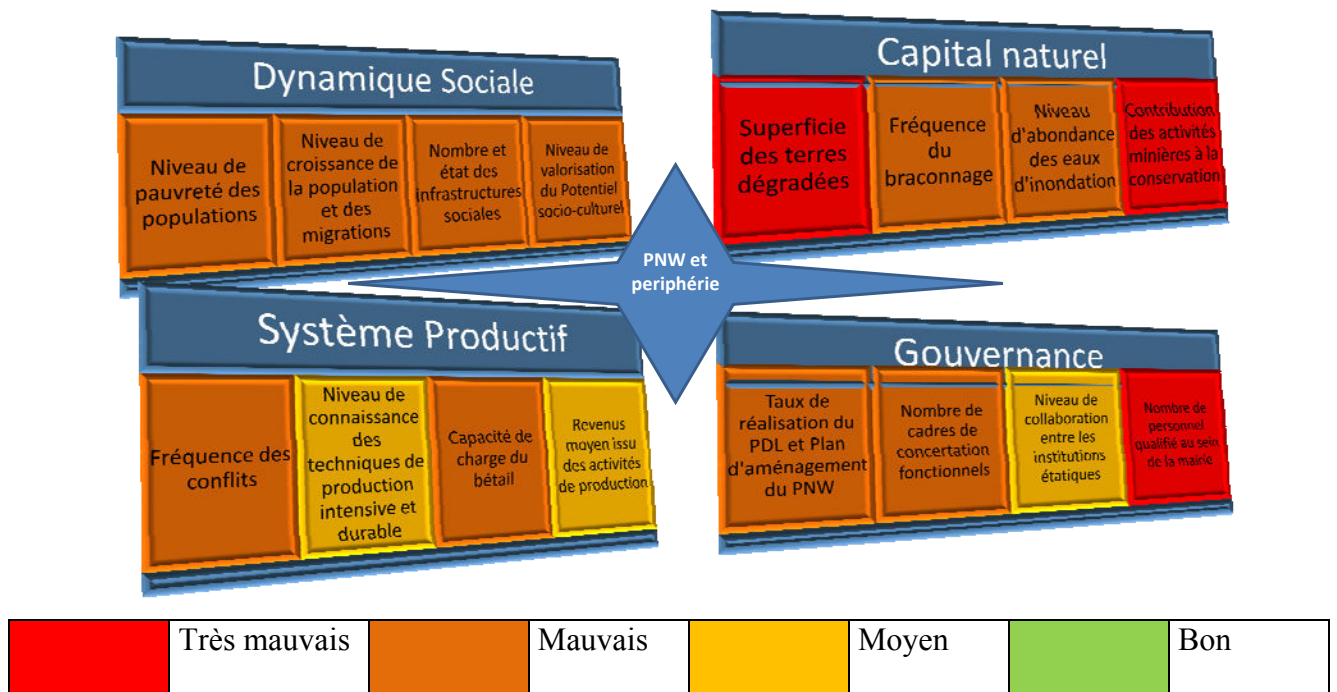 Dynamique Sociale
Niveau de
pauvreté des
populations
Niveau de
croissance de
la population
et des
migrations
Nombre et
état des
infrastructures
sociales
Niveau de
valorisation
du Potentiel
socio-culturel
Capital naturel
Superficie
des terres
dégradées
Fréquence
du
braconnage
Niveau
d'abondance
des eaux
d'inondation
Contribution
des activités
minières à la
conservation
PNW et
periphérie
Système Productif
Fréquence des
conflits
Niveau de
connaissance
des
techniques de
production
intensive et
durable
Capacité de
charge du
bétail
Revenus
moyen issu
des activités
de production
Gouvernance
Taux de
réalisation du
PDL et Plan
d'aménagement
du PNW
Nombre de
cadres de
concertation
fonctionnels
Niveau de
collaboration
entre les
institutions
étatiques
Nombre de
personnel
qualifié au sein
de la mairie
Très mauvais
Mauvais
Moyen
Bon